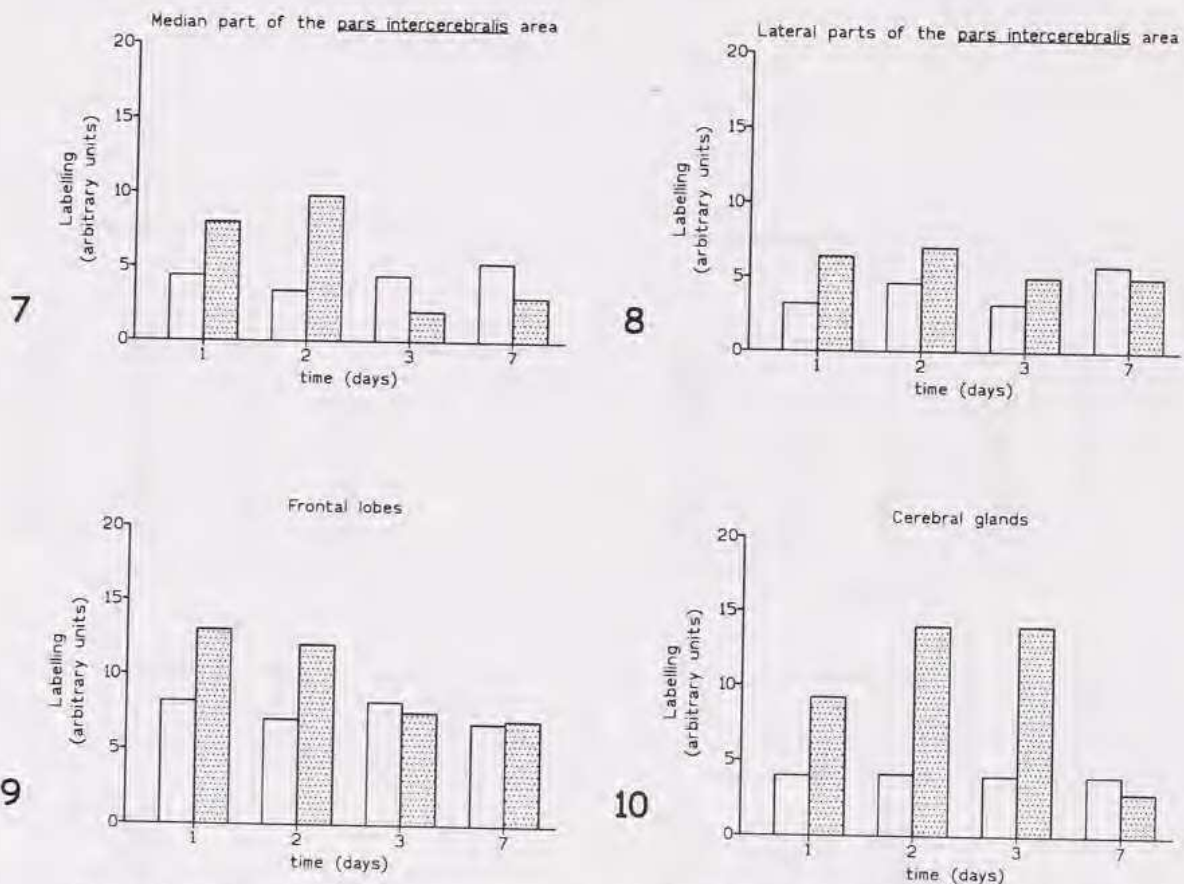 Median part of the pars intercerebralis area
20
15
10
5
0
Labelling
(arbitrary units)
1 2 3 7
time (days)
7
Lateral parts of the pars intercerebralis area
20
15
10
5
0
Labelling
(arbitrary units)
1 2 3 7
time (days)
8
Frontal lobes
20
15
10
5
0
Labelling
(arbitrary units)
1 2 3 7
time (days)
9
Cerebral glands
20
15
10
5
0
Labelling
(arbitrary units)
1 2 3 7
time (days)
10